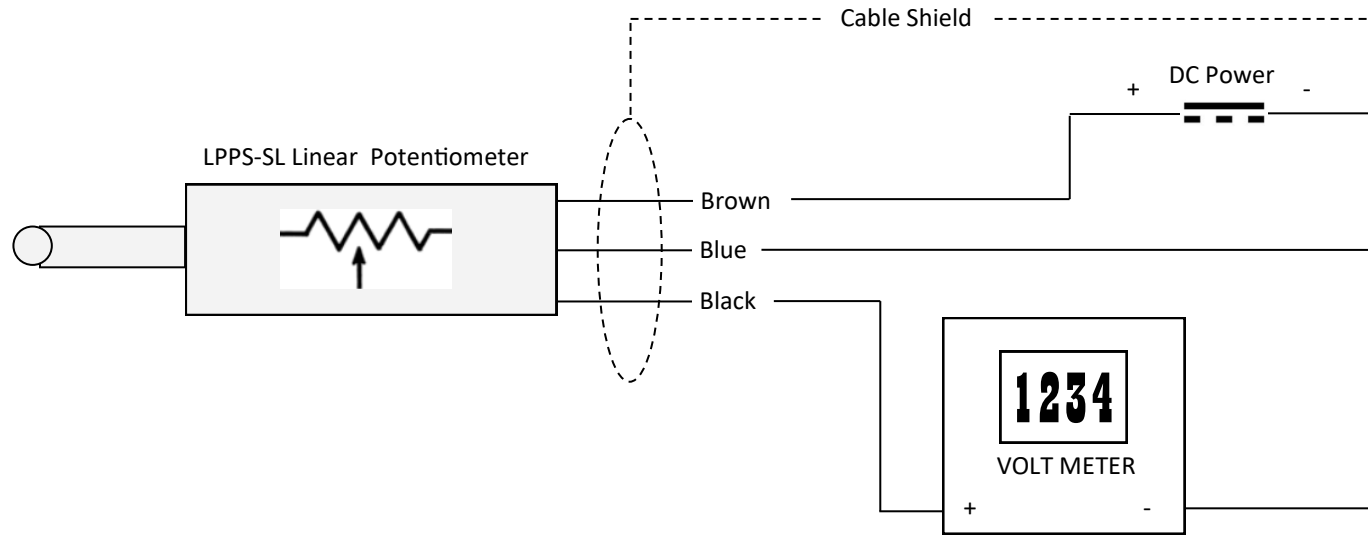 Cable Shield
DC Power
+ -
LPPS-SL Linear Potentiometer
Brown
Blue
Black
1234
VOLT METER
+ -